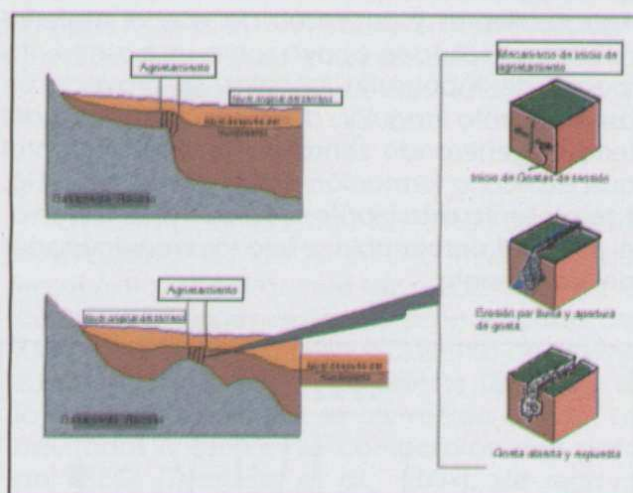 Agrietamiento
Nivel original del terreno
Nivel después del
hundimiento
Basamento Rocoso
Agrietamiento
Nivel original del terreno
Nivel después del
hundimiento
Basamento Rocoso
Mecanismo de inicio de
agrietamiento
Inicio de Grietas de tensión
Erosión por lluvia y apertura
de grieta
Grieta abierta y expuesta